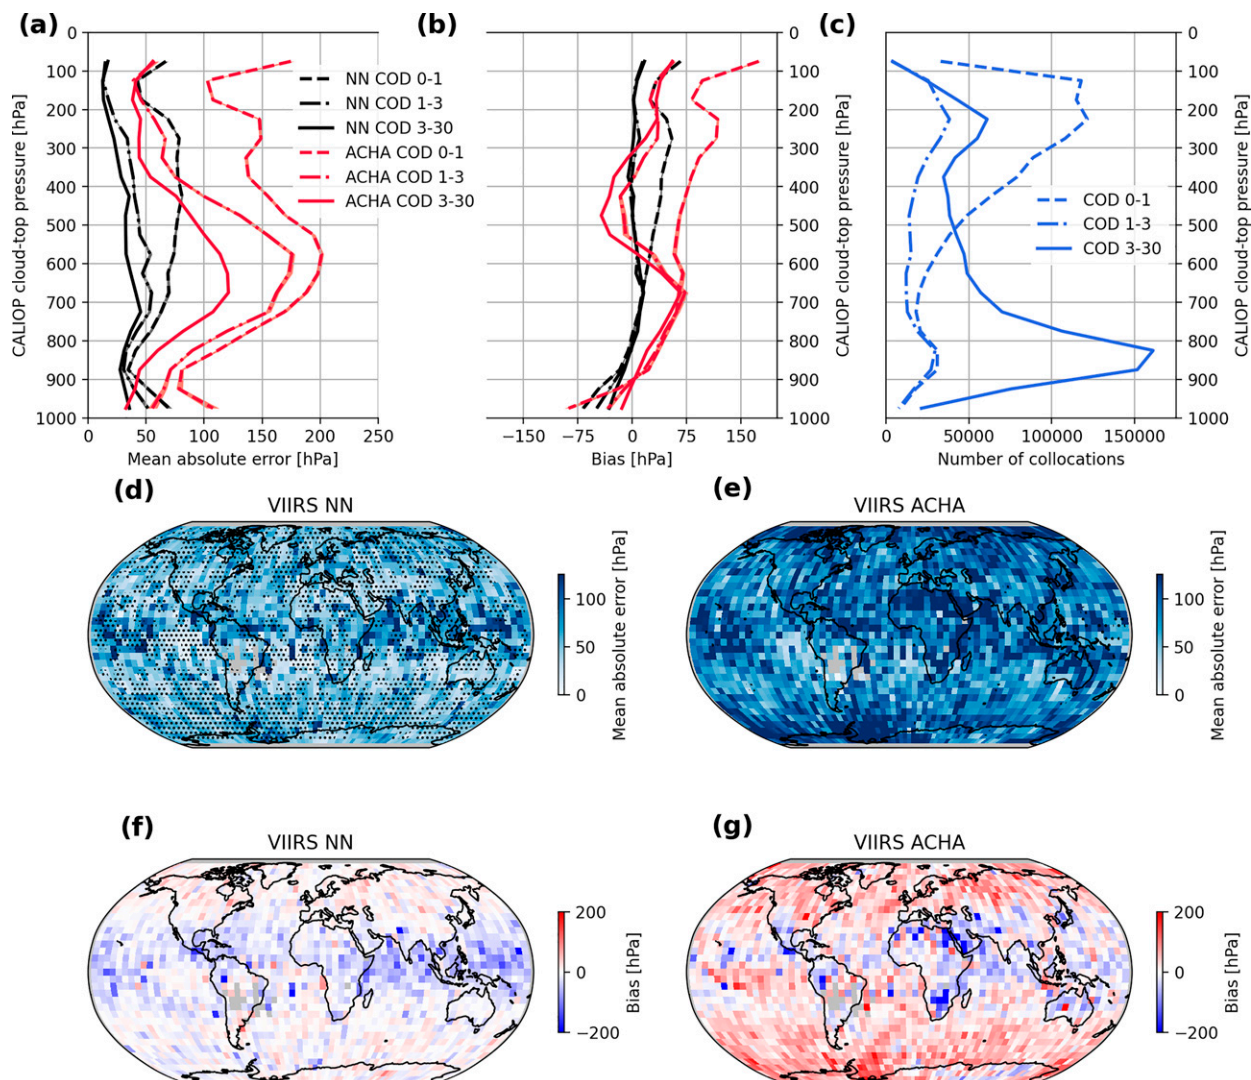 (a)
(b)
(c)
0
100
200
300
400
500
600
700
800
900
1000
CALIOP cloud-top pressure [hPa]
0
50
100
150
200
250
Mean absolute error [hPa]
NN COD 0-1
NN COD 1-3
NN COD 3-30
ACHA COD 0-1
ACHA COD 1-3
ACHA COD 3-30
0
100
200
300
400
500
600
700
800
900
1000
CALIOP cloud-top pressure [hPa]
−150
−75
0
75
150
Bias [hPa]
COD 0-1
COD 1-3
COD 3-30
0
100
200
300
400
500
600
700
800
900
1000
CALIOP cloud-top pressure [hPa]
0
50000
100000
150000
Number of collocations
(d)
VIIRS NN
100
50
0
Mean absolute error [hPa]
(e)
VIIRS ACHA
100
50
0
Mean absolute error [hPa]
(f)
VIIRS NN
200
0
−200
Bias [hPa]
(g)
VIIRS ACHA
200
0
−200
Bias [hPa]